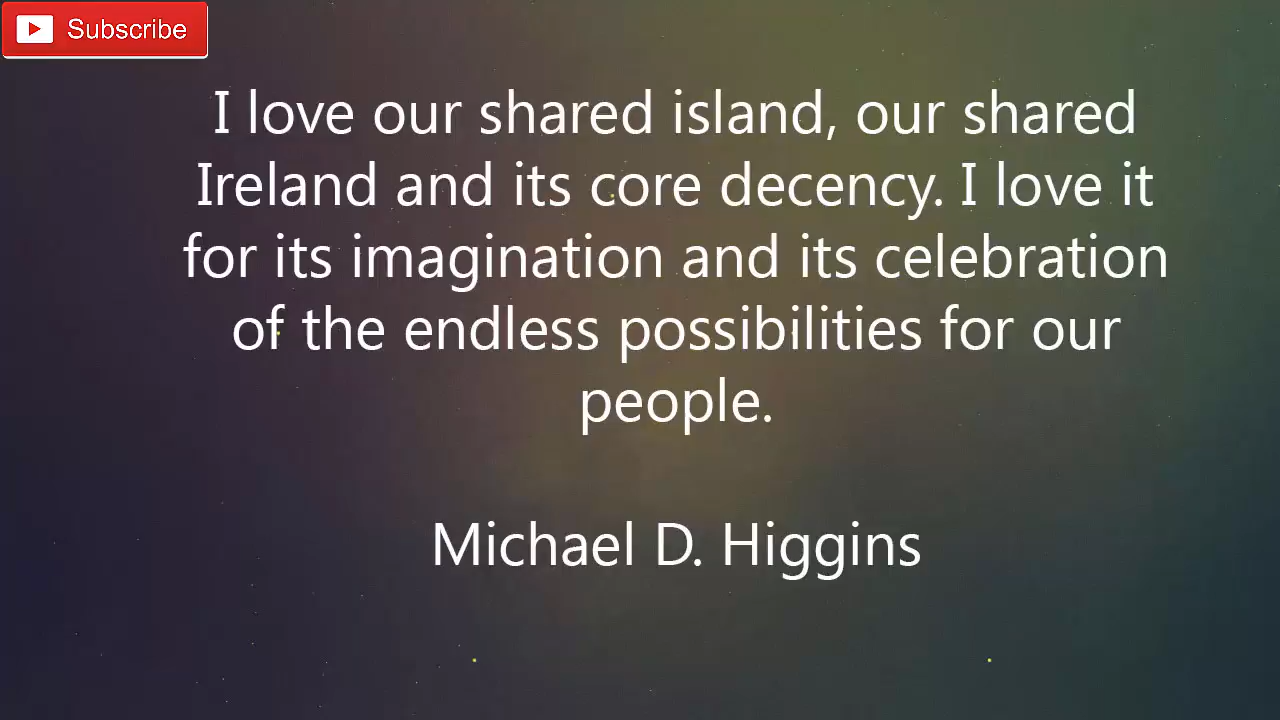 Subscribe
I love our shared island, our shared
Ireland and its core decency. I love it
for its imagination and its celebration
of the endless possibilities for our
people.
Michael D. Higgins